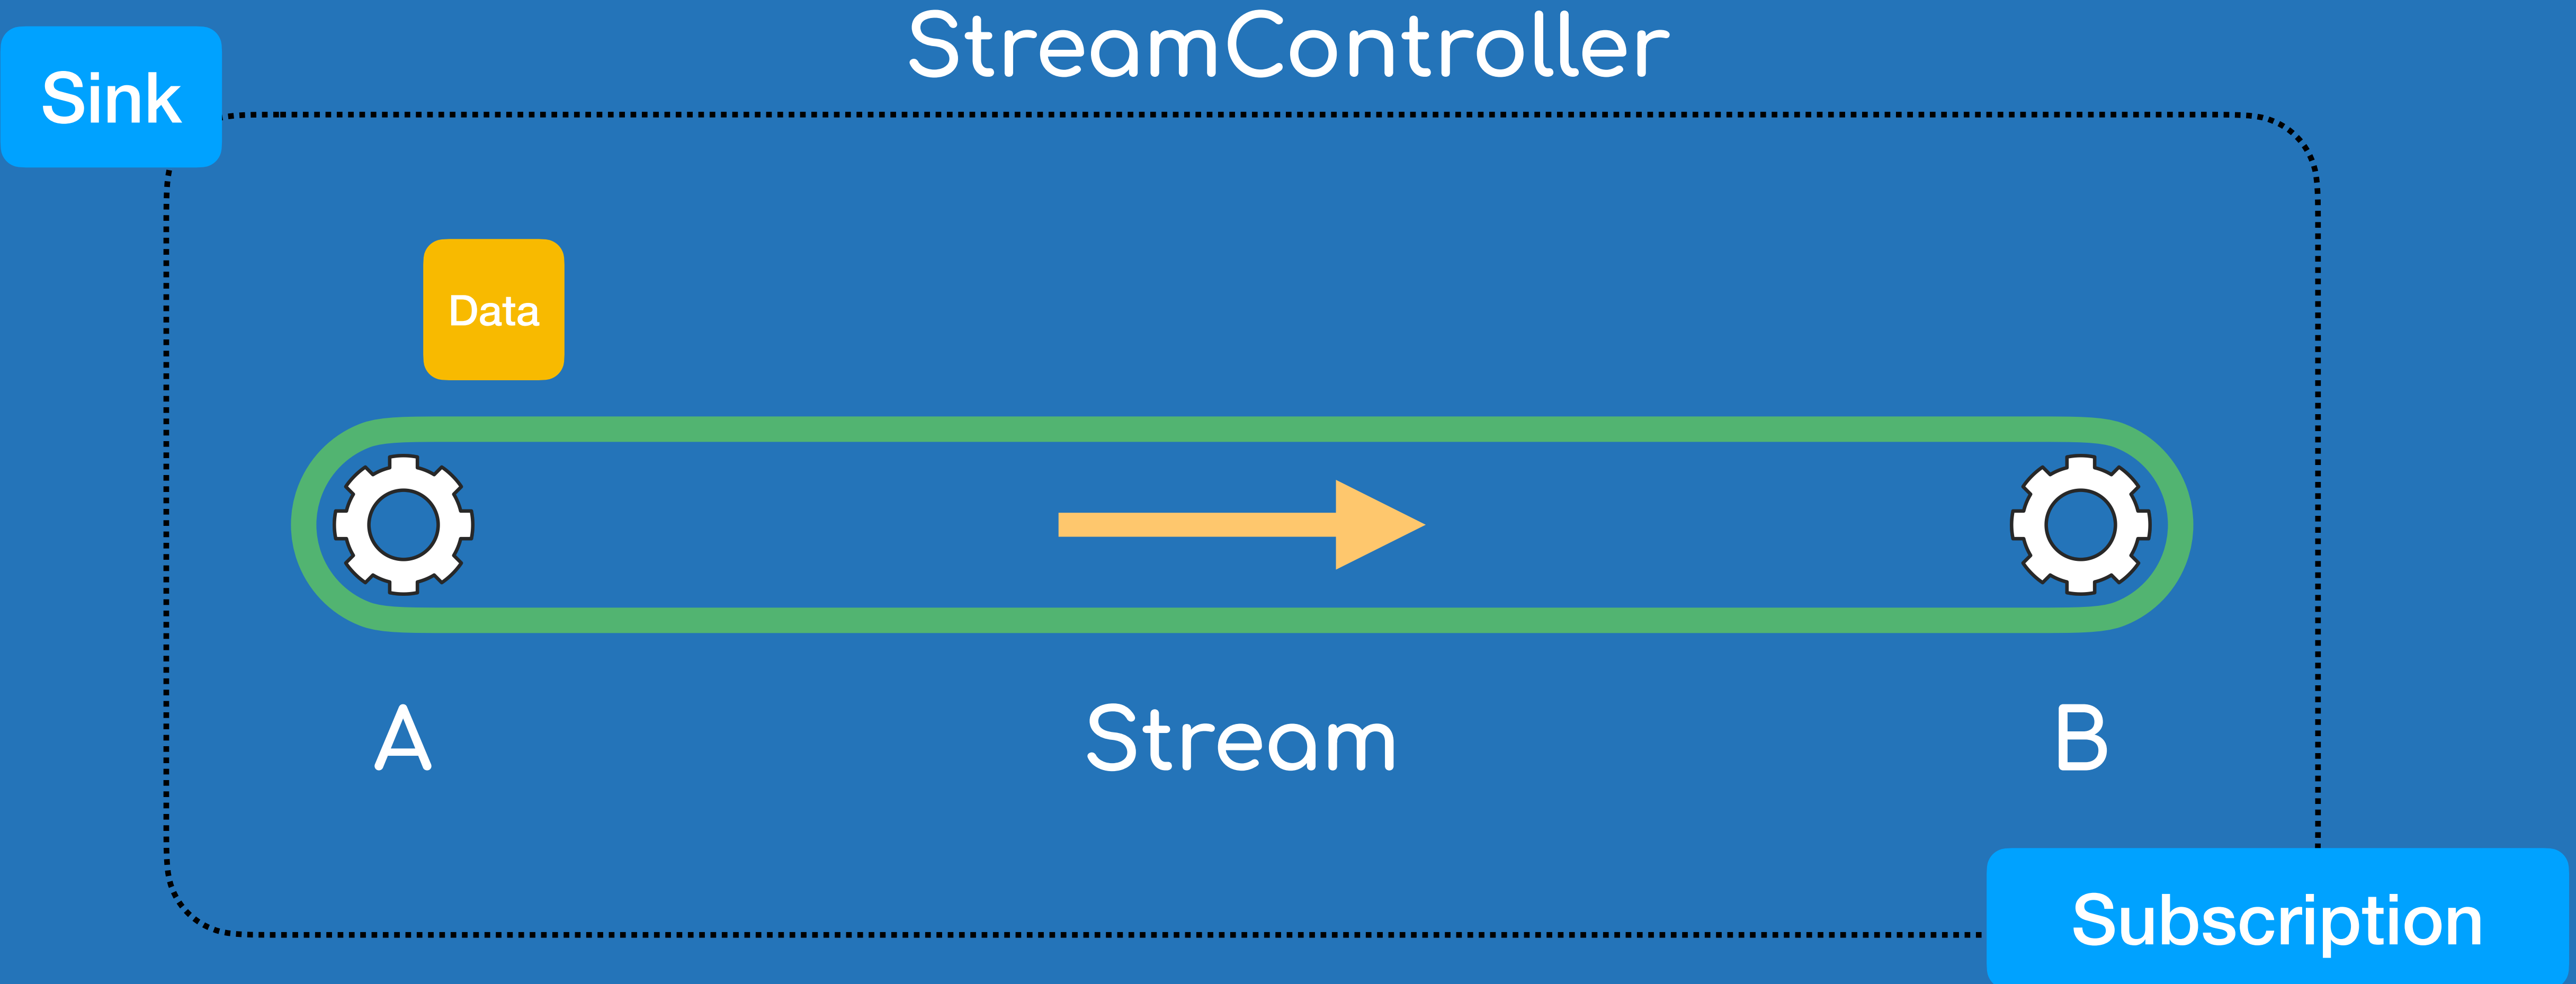 StreamController
Sink
Data
A
Stream
B
Subscription